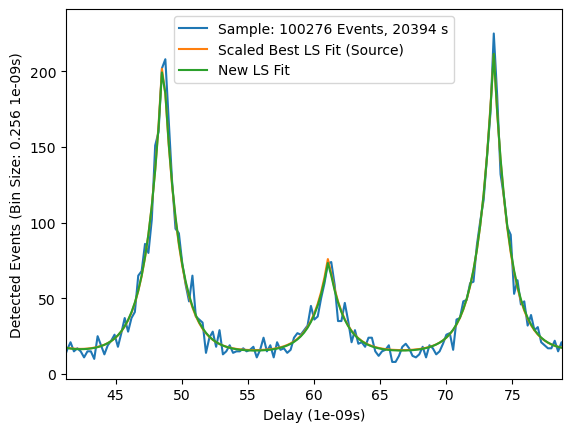 Sample: 100276 Events, 20394 s
Scaled Best LS Fit (Source)
New LS Fit
Detected Events (Bin Size: 0.256 1e-09s)
200
150
100
50
0
45
50
55
60
65
70
75
Delay (1e-09s)